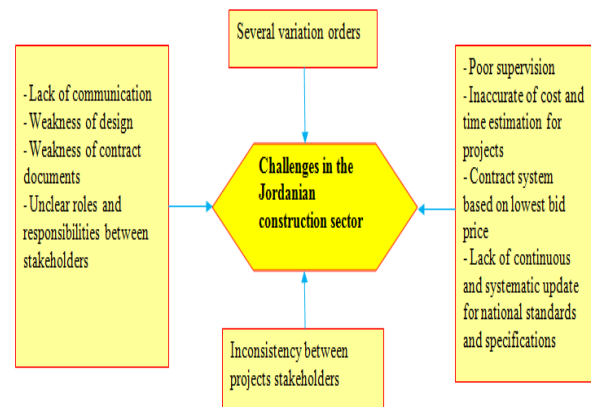 Several variation orders
- Lack of communication
- Weakness of design
- Weakness of contract
documents
- Unclear roles and
responsibilities between
stakeholders
Challenges in the
Jordanian
construction sector
- Poor supervision
- Inaccurate of cost and
time estimation for
projects
- Contract system
based on lowest bid
price
- Lack of continuous
and systematic update
for national standards
and specifications
Inconsistency between
projects stakeholders